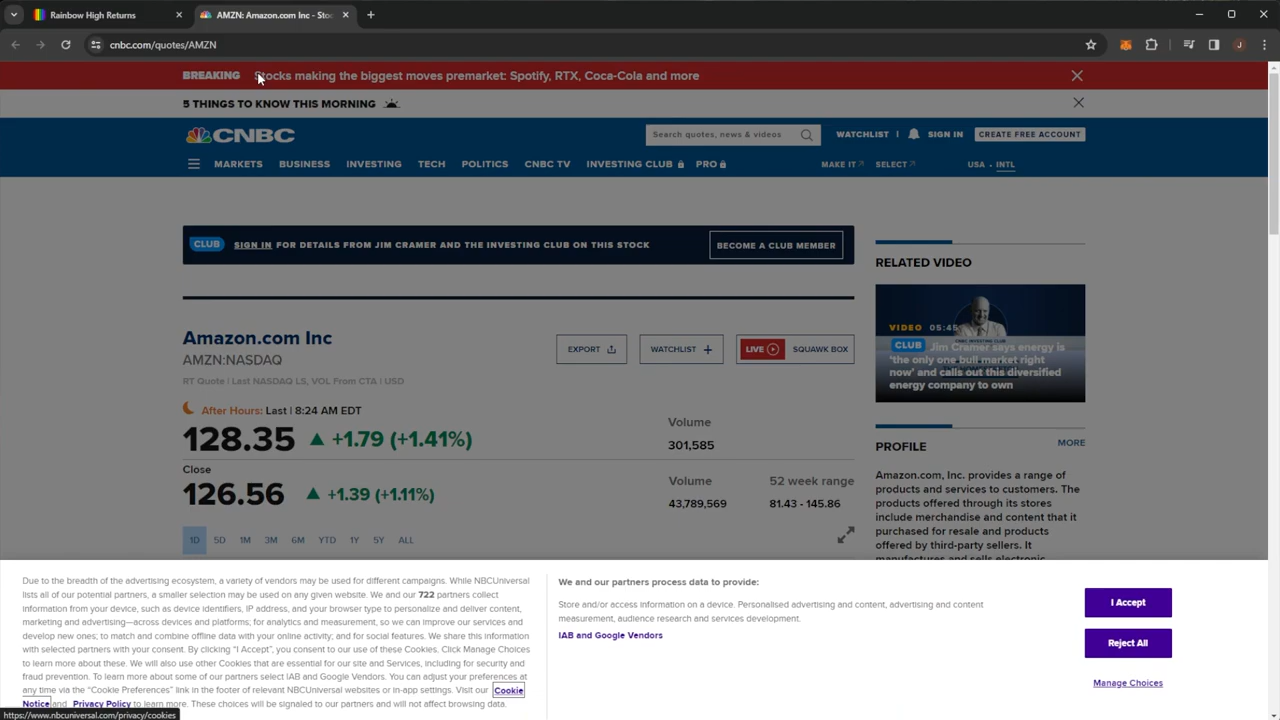 Rainbow High Returns
AMZN: Amazon.com Inc - Sto
cnbc.com/quotes/AMZN
J
BREAKING Stocks making the biggest moves premarket: Spotify, RTX, Coca-Cola and more
5 THINGS TO KNOW THIS MORNING
CNBC
Search quotes, news & videos
WATCHLIST |
SIGN IN
CREATE FREE ACCOUNT
MARKETS BUSINESS INVESTING TECH POLITICS CNBC TV INVESTING CLUB PRO
MAKE IT SELECT USA • INTL
CLUB SIGN IN FOR DETAILS FROM JIM CRAMER AND THE INVESTING CLUB ON THIS STOCK
BECOME A CLUB MEMBER
Amazon.com Inc
AMZN:NASDAQ
RT Quote | Last NASDAQ LS, VOL From CTA | USD
EXPORT
WATCHLIST +
LIVE SQUAWK BOX
After Hours: Last | 8:24 AM EDT
128.35 +1.79 (+1.41%)
Volume
301,585
Close
126.56 +1.39 (+1.11%)
Volume
43,789,569
52 week range
81.43 - 145.86
1D 5D 1M 3M 6M YTD 1Y 5Y ALL
RELATED VIDEO
VIDEO 05:45
CLUB Jim Cramer says energy is
'the only one bull market right
now' and calls out this diversified
energy company to own
PROFILE
MORE
Amazon.com, Inc. provides a range of
products and services to customers. The
products offered through its stores
include merchandise and content that it
purchased for resale and products
offered by third-party sellers. It
manufactures and sells electronic
Due to the breadth of the advertising ecosystem, a variety of vendors may be used for different campaigns. While NBCUniversal
lists all of our potential partners, a smaller selection may be used on any given website. We and our 722 partners collect
information from your device, such as device identifiers, IP address, and your browser type to personalize and deliver content,
marketing and advertising—across devices and platforms; for analytics and measurement, so we can improve our services and
develop new ones; to match and combine offline data with your online activity; and for social features. We share this information
with selected partners with your consent. By clicking "I Accept", you consent to our use of these Cookies. Click Manage Choices
to learn more about these. We will also use other Cookies that are essential for our site and Services, including for security and
fraud prevention. To learn more about some of our partners select IAB and Google Vendors. You can adjust your preferences at
any time via the "Cookie Preferences" link in the footer of relevant NBCUniversal websites or in-app settings. Visit our Cookie
Notice and Privacy Policy to learn more. These choices will be signaled to our partners and will not affect browsing data.
We and our partners process data to provide:
Store and/or access information on a device. Personalised advertising and content, advertising and content
measurement, audience research and services development.
IAB and Google Vendors
I Accept
Reject All
Manage Choices
https://www.nbcuniversal.com/privacy/cookies